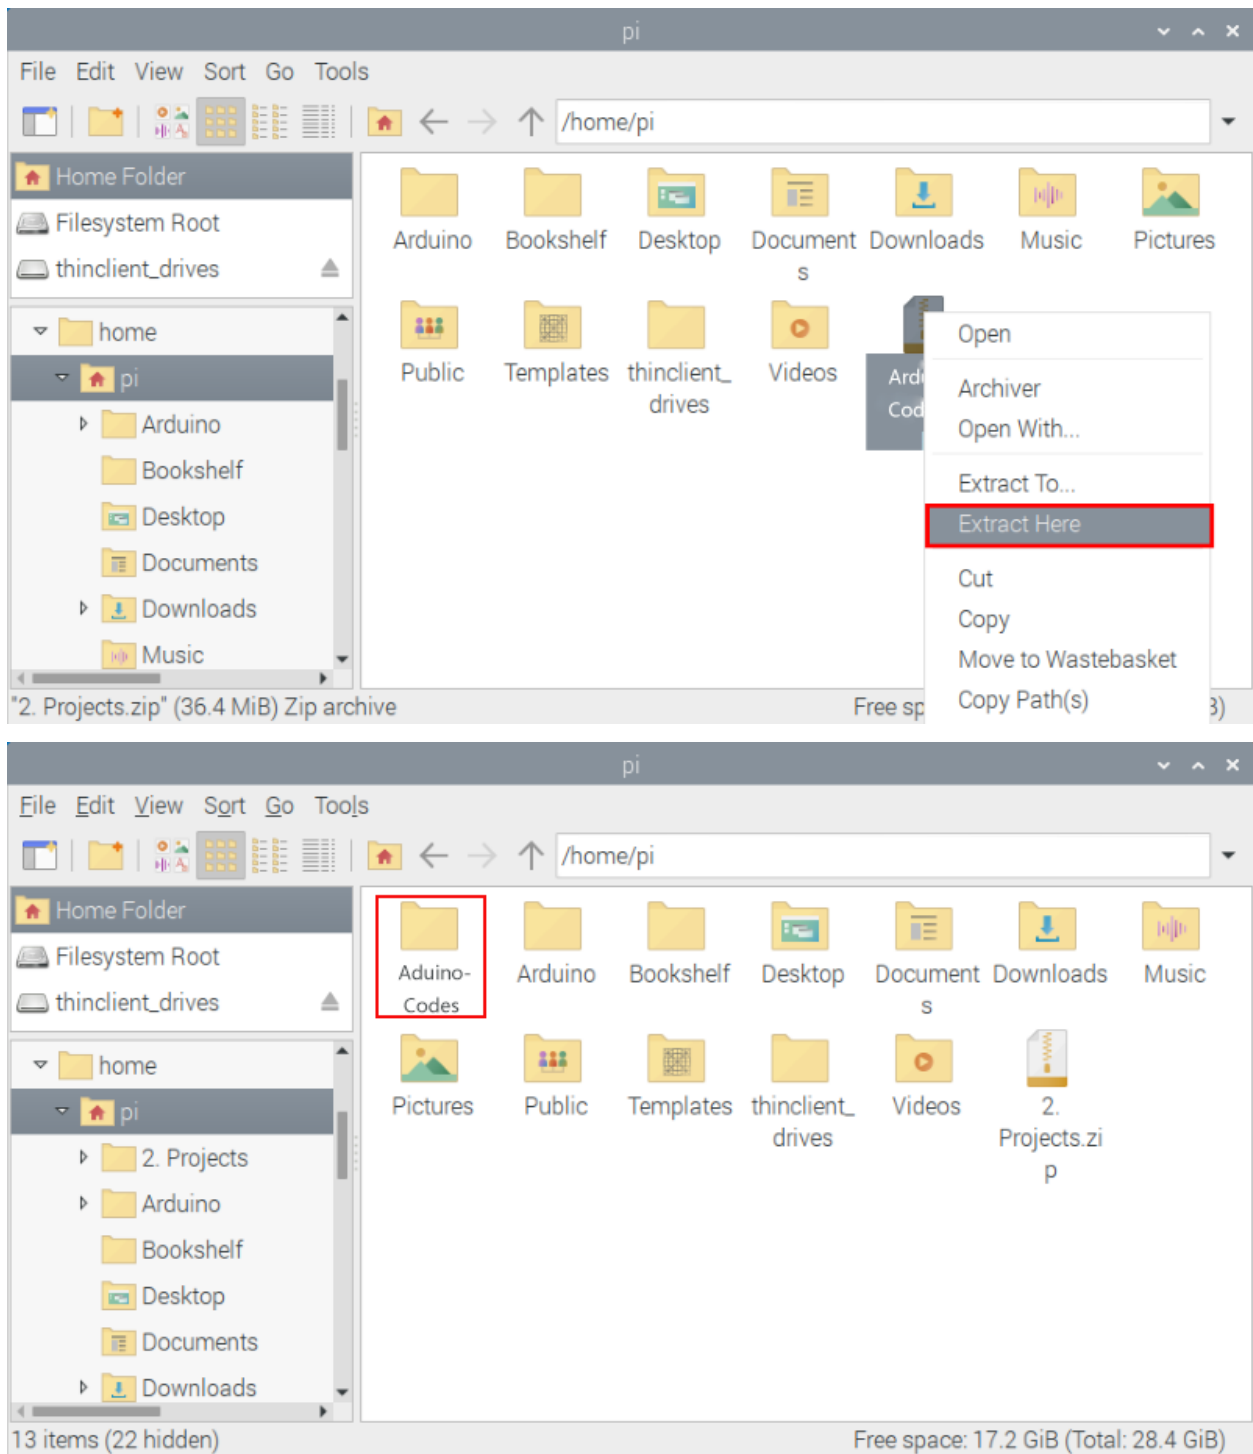 pi
File Edit View Sort Go Tools
/home/pi
Home Folder
Filesystem Root
thinclient_drives
home
pi
Arduino
Bookshelf
Desktop
Documents
Downloads
Music
Arduino Bookshelf Desktop Document Downloads Music Pictures
s
Public Templates thinclient_ Videos
drives
Open
Archiver
Open With...
Extract To...
Extract Here
Cut
Copy
Move to Wastebasket
Copy Path(s)
"2. Projects.zip" (36.4 MiB) Zip archive
Free sp
pi
File Edit View Sort Go Tools
/home/pi
Home Folder
Filesystem Root
thinclient_drives
home
pi
2. Projects
Arduino
Bookshelf
Desktop
Documents
Downloads
Aduino- Arduino Bookshelf Desktop Document Downloads Music
Codes s
Pictures Public Templates thinclient_ Videos 2.
drives Projects.zi
p
13 items (22 hidden)
Free space: 17.2 GiB (Total: 28.4 GiB)